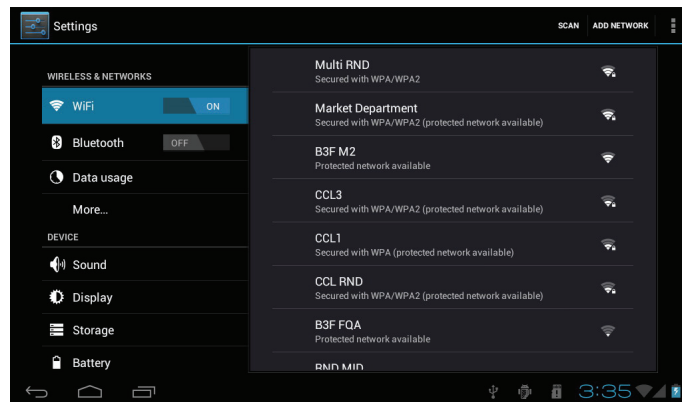 Settings
SCAN ADD NETWORK
WIRELESS & NETWORKS
WiFi ON
Bluetooth OFF
Data usage
More...
DEVICE
Sound
Display
Storage
Battery
Multi RND
Secured with WPA/WPA2
Market Department
Secured with WPA/WPA2 (protected network available)
B3F M2
Protected network available
CCL3
Secured with WPA/WPA2 (protected network available)
CCL1
Secured with WPA (protected network available)
CCL RND
Secured with WPA/WPA2 (protected network available)
B3F FQA
Protected network available
RND MID
3:35